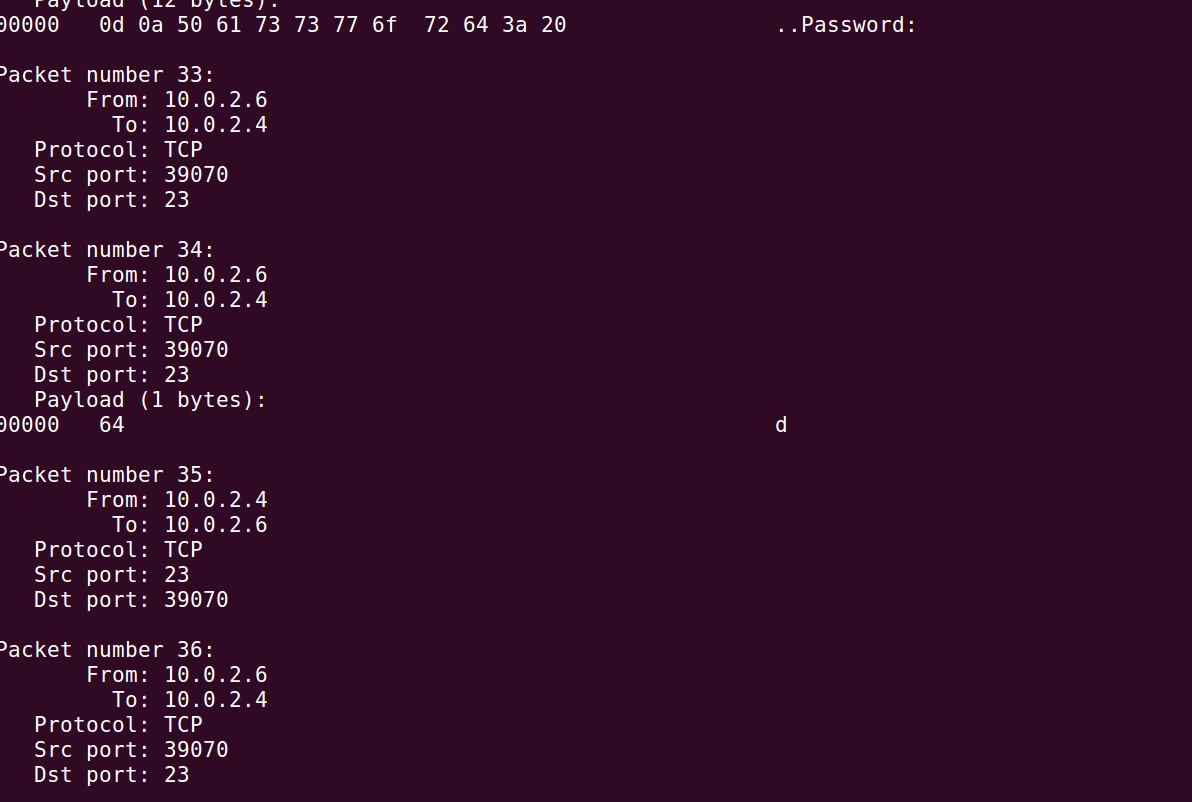 Payload (12 bytes):
00000   0d 0a 50 61 73 73 77 6f  72 64 3a 20                ..Password:
Packet number 33:
From: 10.0.2.6
To: 10.0.2.4
Protocol: TCP
Src port: 39070
Dst port: 23
Packet number 34:
From: 10.0.2.6
To: 10.0.2.4
Protocol: TCP
Src port: 39070
Dst port: 23
Payload (1 bytes):
00000   64                                                  d
Packet number 35:
From: 10.0.2.4
To: 10.0.2.6
Protocol: TCP
Src port: 23
Dst port: 39070
Packet number 36:
From: 10.0.2.6
To: 10.0.2.4
Protocol: TCP
Src port: 39070
Dst port: 23